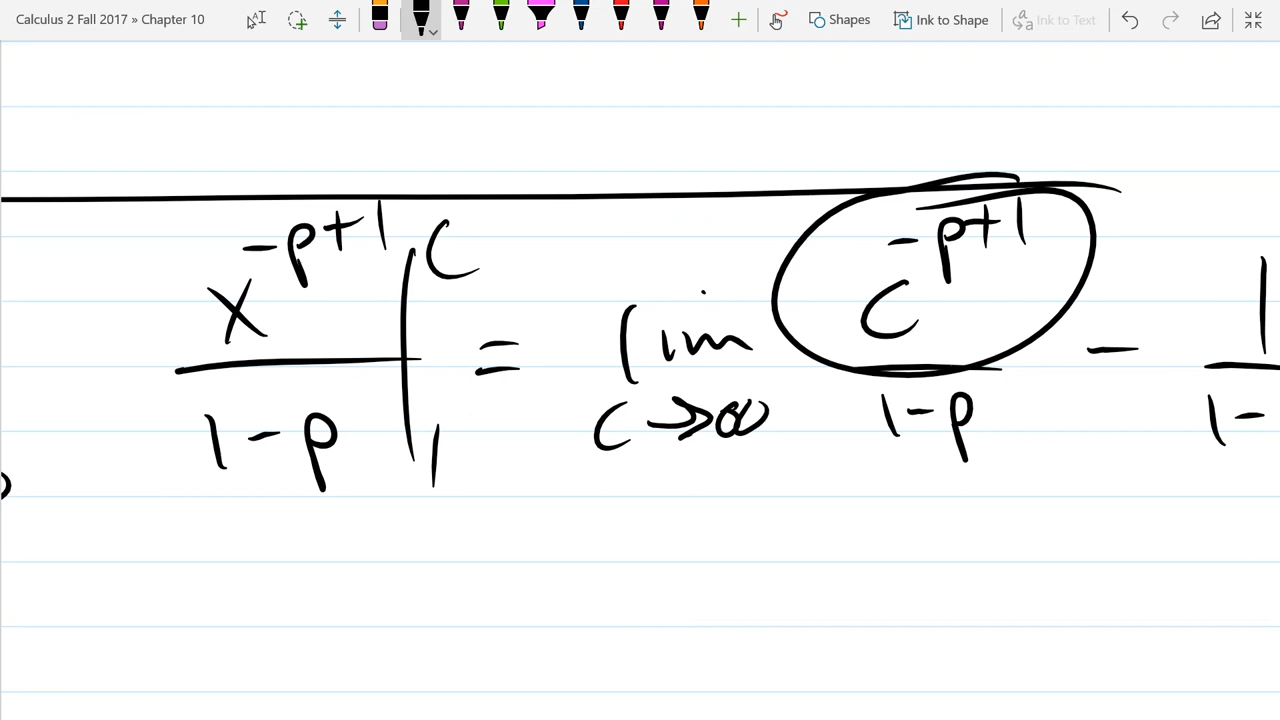 Calculus 2 Fall 2017 » Chapter 10 Shapes Ink to Shape Ink to Text
x^{-p+1}/(1-p) |_1^c = lim_{c→∞} c^{-p+1}/(1-p) - 1/(1-